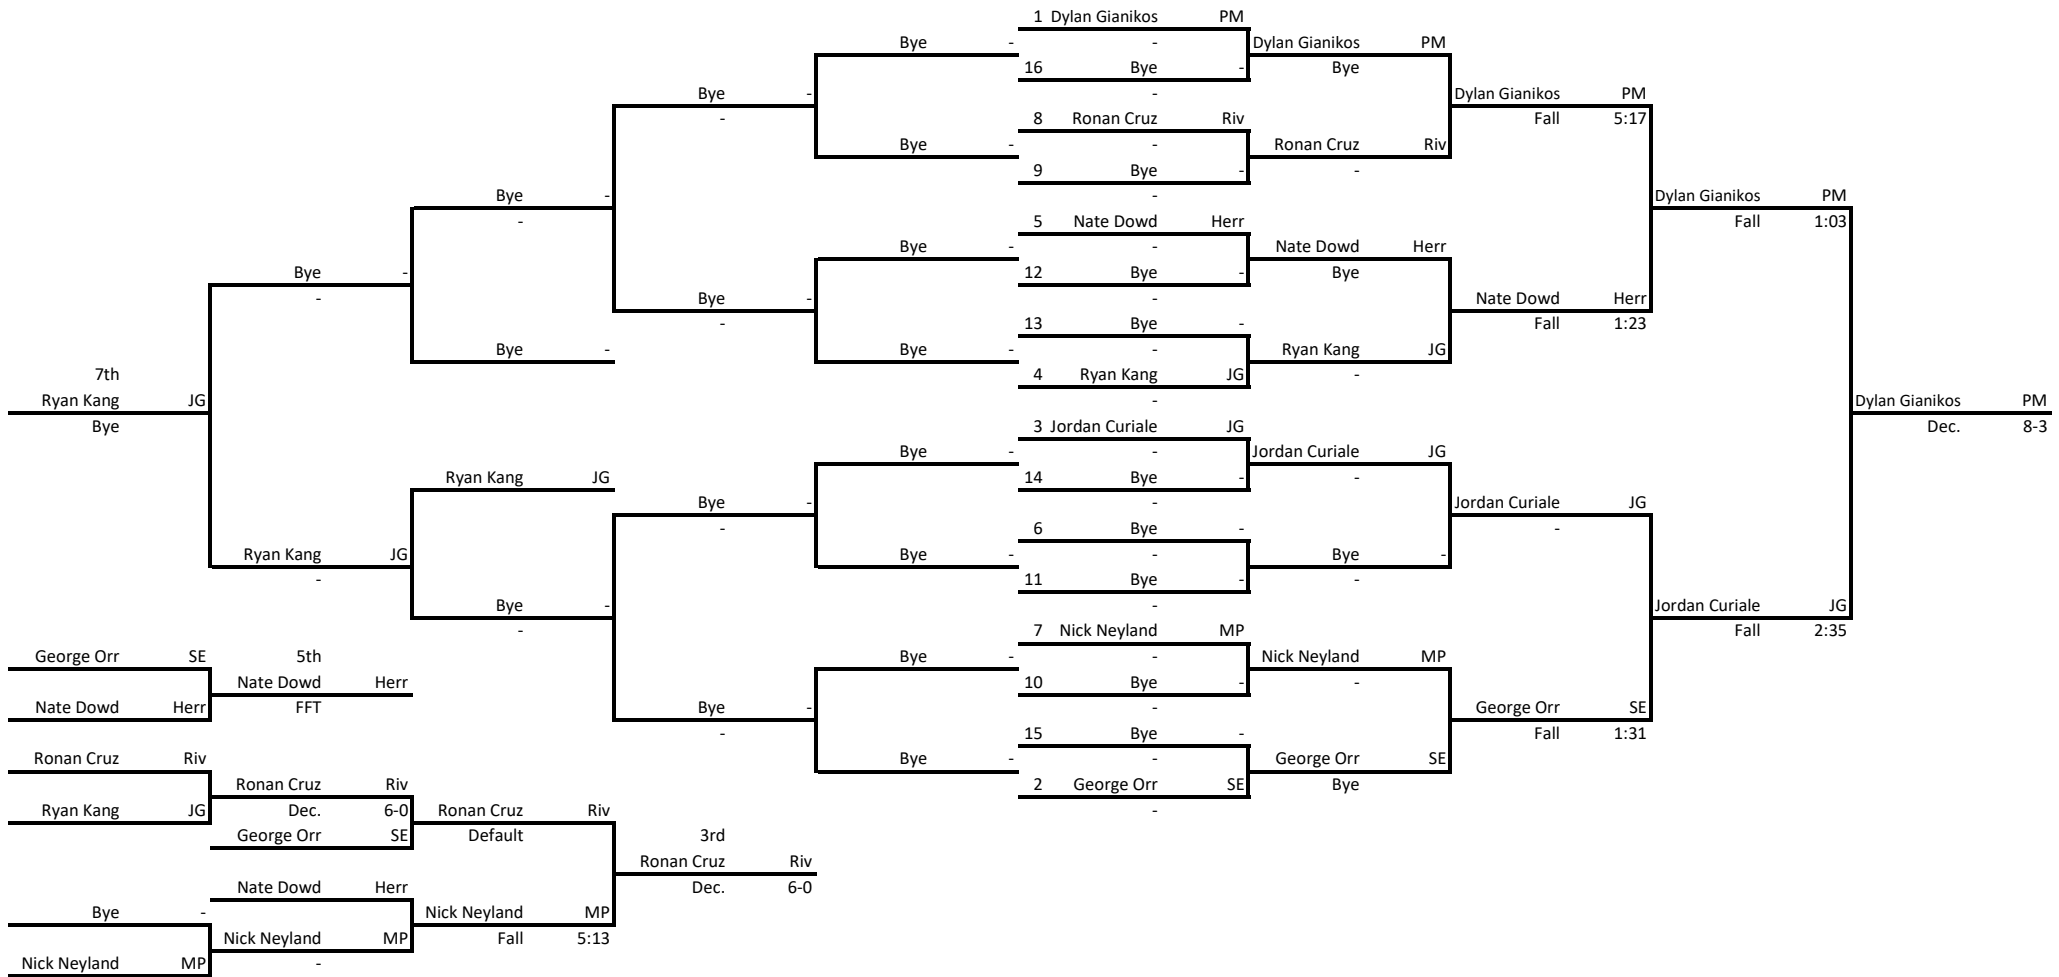 1 Dylan Gianikos PM
Bye - - Dylan Gianikos PM
16 Bye - Bye
Bye - - Dylan Gianikos PM
- 8 Ronan Cruz Riv Fall 5:17
Bye - - Ronan Cruz Riv
9 Bye - -
Bye - - Dylan Gianikos PM
- 5 Nate Dowd Herr Fall 1:03
Bye - - Nate Dowd Herr
Bye - 12 Bye - Bye
- Bye - - Nate Dowd Herr
- 13 Bye - Fall 1:23
Bye - Bye - - Ryan Kang JG
7th 4 Ryan Kang JG -
Ryan Kang JG - Dylan Gianikos PM
Bye 3 Jordan Curiale JG Dec. 8-3
Bye - - Jordan Curiale JG
Ryan Kang JG 14 Bye - -
Bye - - Jordan Curiale JG
- 6 Bye - -
Ryan Kang JG Bye - - Bye -
- 11 Bye - -
Bye - - Jordan Curiale JG
- 7 Nick Neyland MP Fall 2:35
George Orr SE 5th Bye - - Nick Neyland MP
Nate Dowd Herr 10 Bye - -
Nate Dowd Herr FFT Bye - - George Orr SE
- 15 Bye - Fall 1:31
Ronan Cruz Riv Bye - - George Orr SE
Ronan Cruz Riv 2 George Orr SE Bye
Ryan Kang JG Dec. 6-0 Ronan Cruz Riv -
George Orr SE Default 3rd
Ronan Cruz Riv
Nate Dowd Herr Dec. 6-0
Bye - Nick Neyland MP
Nick Neyland MP Fall 5:13
Nick Neyland MP -